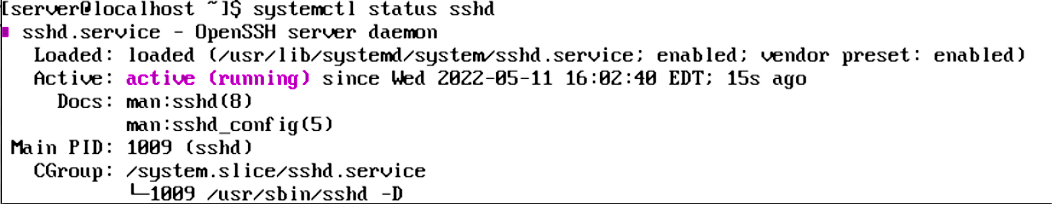 [server@localhost ~]$ systemctl status sshd
sshd.service - OpenSSH server daemon
Loaded: loaded (/usr/lib/systemd/system/sshd.service; enabled; vendor preset: enabled)
Active: active (running) since Wed 2022-05-11 16:02:40 EDT; 15s ago
Docs: man:sshd(8)
man:sshd_config(5)
Main PID: 1009 (sshd)
CGroup: /system.slice/sshd.service
└─1009 /usr/sbin/sshd -D